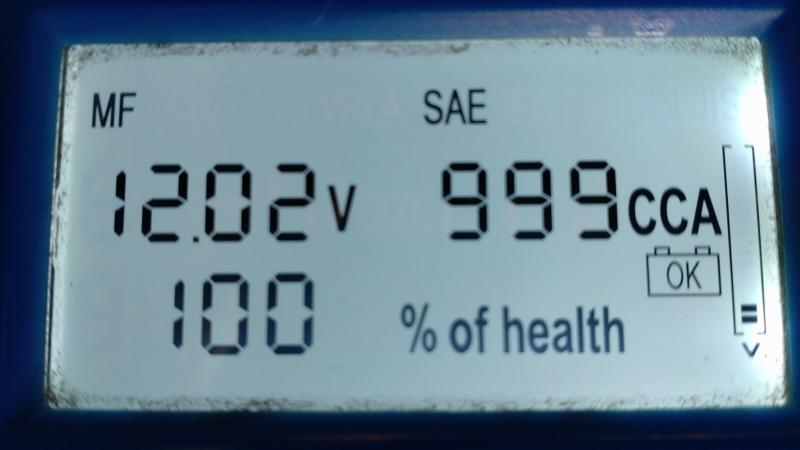 MF SAE
12.02 V 999 CCA
OK
100 % of health